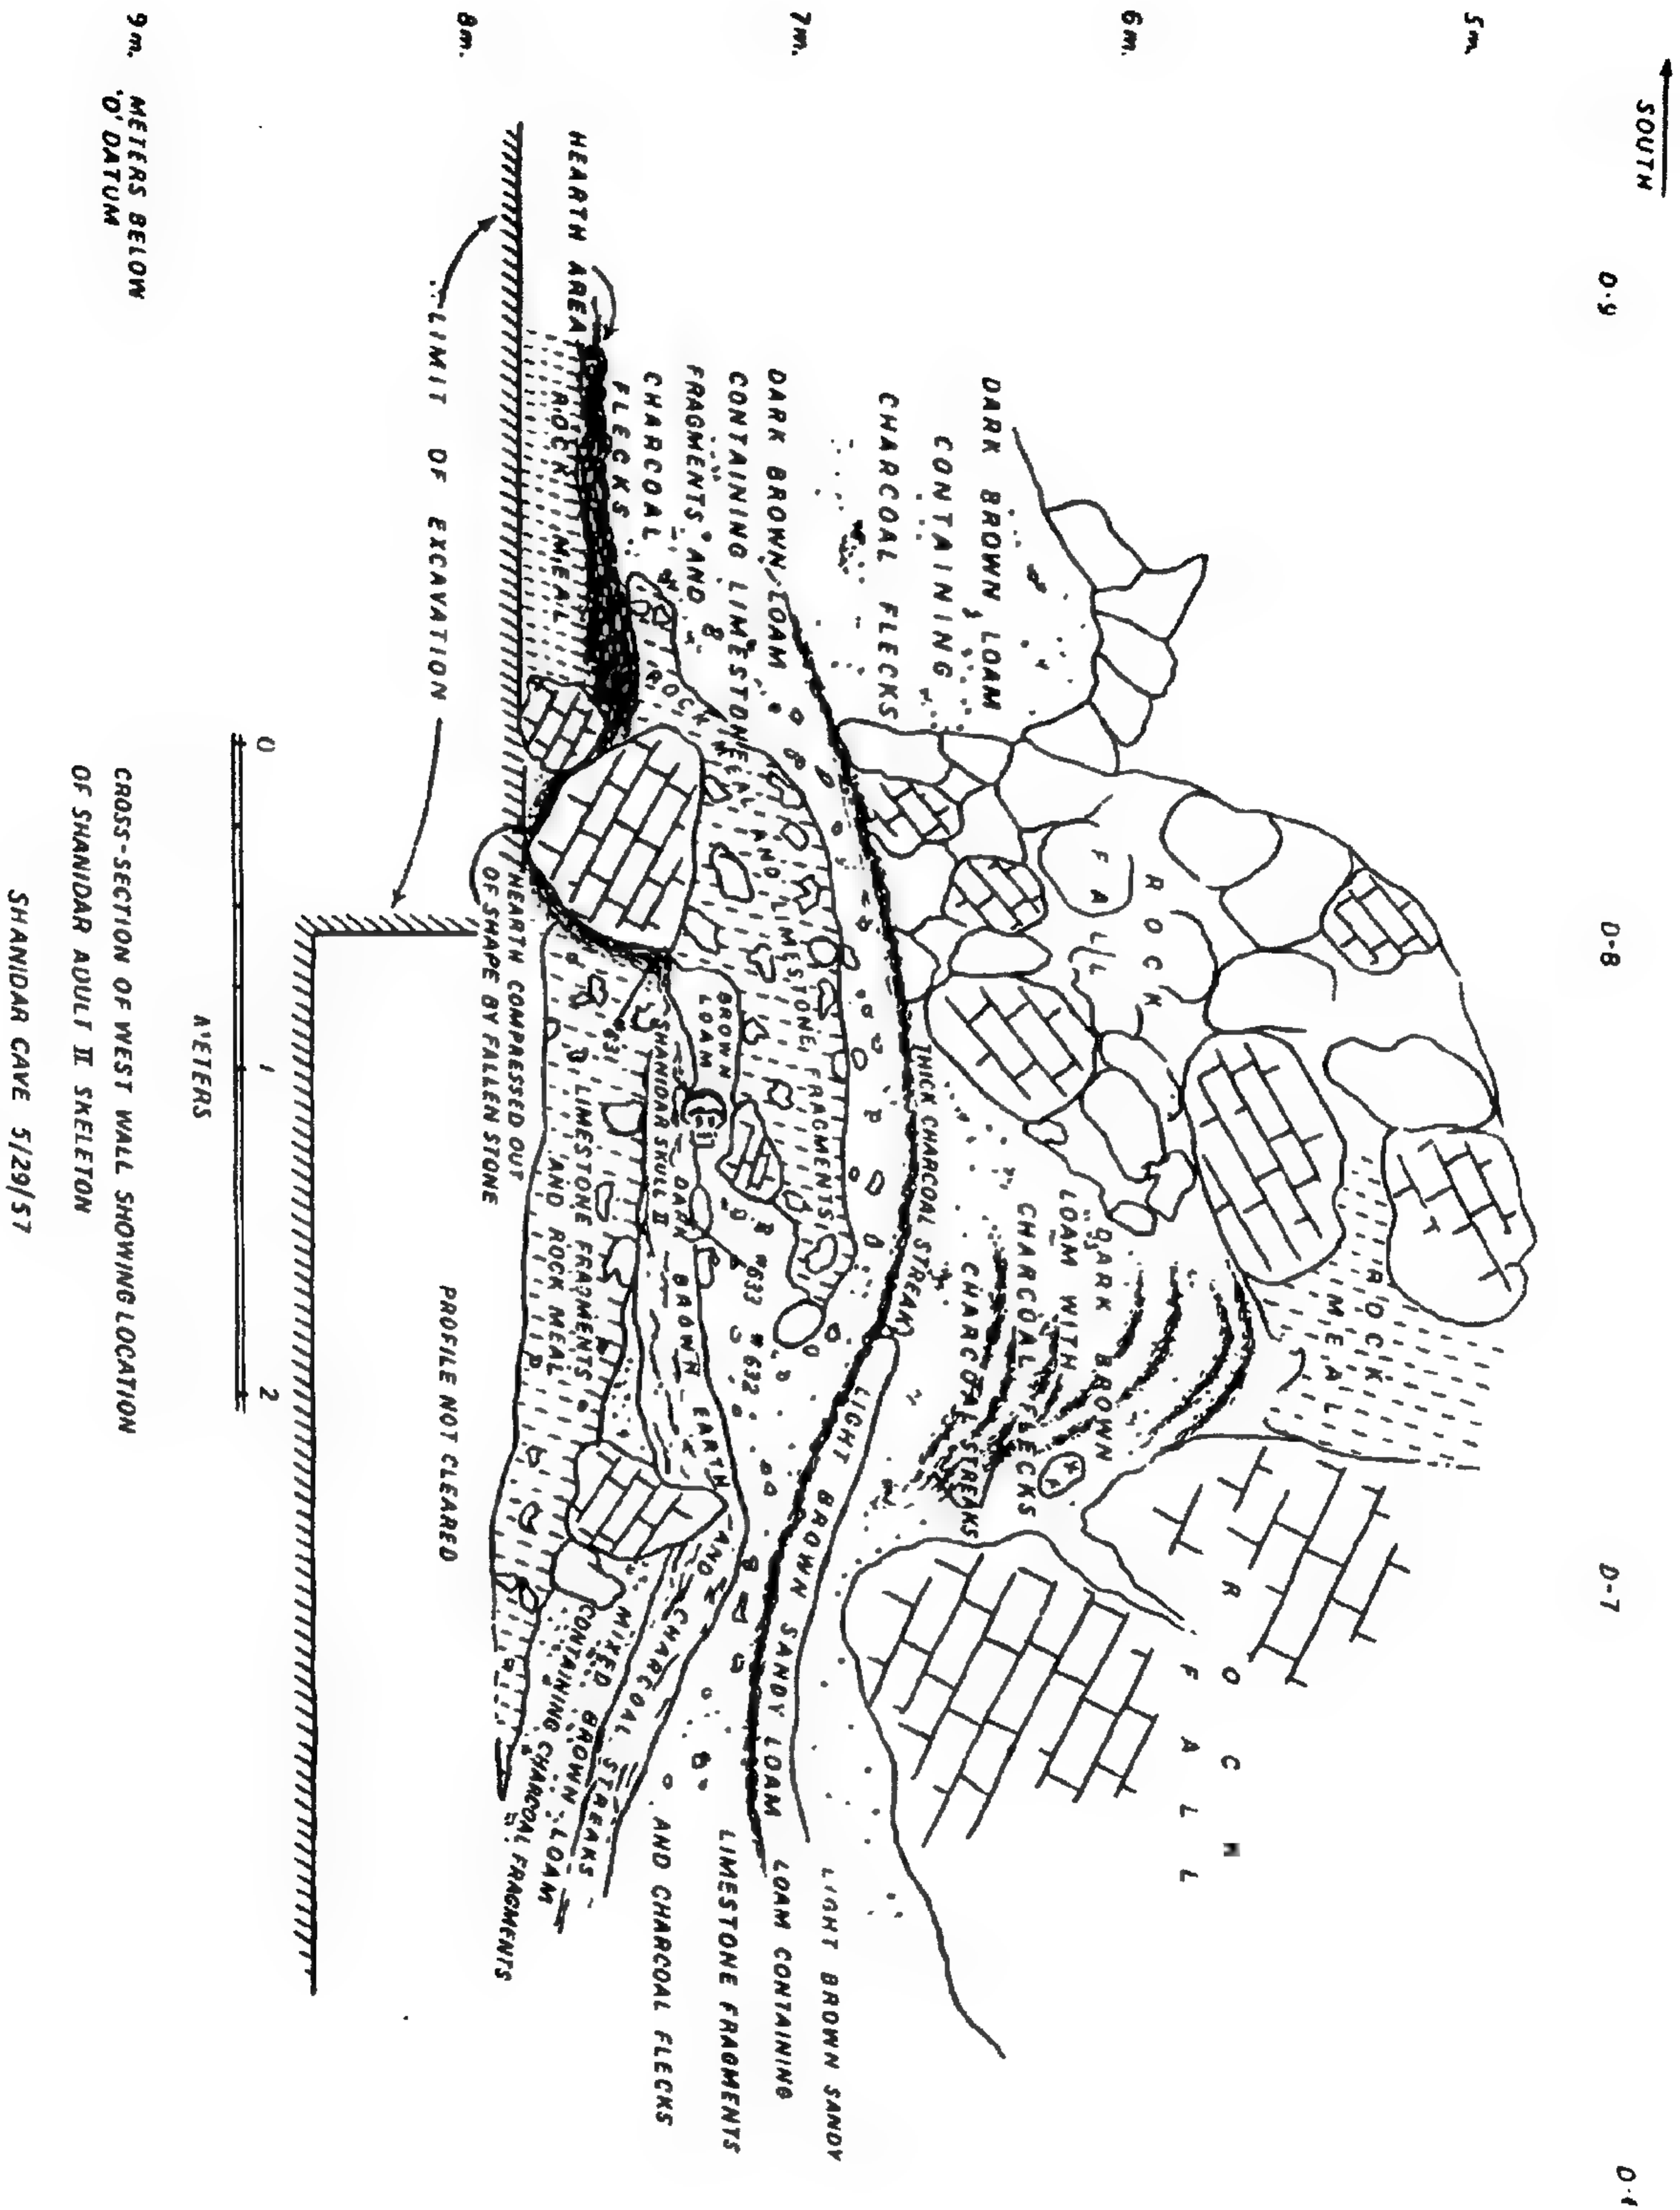 SOUTH
D-9
D-8
D-7
5m.
6m.
7m.
8m.
9m.
METERS BELOW
'O' DATUM
ROCK
FALL
ROCK
MEAL
ROCK
FALL
DARK BROWN LOAM
CONTAINING
CHARCOAL FLECKS
DARK BROWN
LOAM WITH
CHARCOAL FLECKS
CHARCOAL STREAKS
THICK CHARCOAL STREAK
LIGHT BROWN SANDY LOAM
LIGHT BROWN SANDY
LOAM CONTAINING
LIMESTONE FRAGMENTS
AND CHARCOAL FLECKS
DARK BROWN LOAM
CONTAINING LIMESTONE
FRAGMENTS AND
CHARCOAL
FLECKS
ROCK
AND LIMESTONE FRAGMENTS
BROWN
LOAM
#633
#632
631
SHANIDAR SKULL II
DARK BROWN EARTH AND CHARCOAL STREAKS
HEARTH AREA
ROCK MEAL
LIMESTONE FRAGMENTS
AND ROCK MEAL
MIXED BROWN LOAM
CONTAINING CHARCOAL FRAGMENTS
HEARTH COMPRESSED OUT
OF SHAPE BY FALLEN STONE
LIMIT OF EXCAVATION
PROFILE NOT CLEARED
0 1 2
METERS
CROSS-SECTION OF WEST WALL SHOWING LOCATION
OF SHANIDAR ADULT II SKELETON
SHANIDAR CAVE 5/29/57